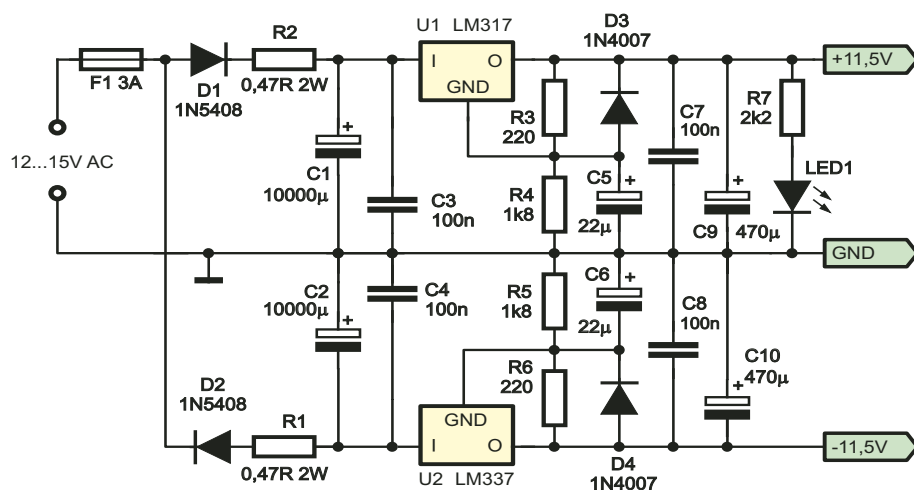 U1 LM317
D3
1N4007
R2
I
O
GND
+11,5V
F1 3A
D1
1N5408
0,47R 2W
R3
220
C7
100n
R7
2k2
12...15V AC
C1
10000µ
C3
100n
R4
1k8
C5
22µ
C9
470µ
LED1
GND
C2
10000µ
C4
100n
R5
1k8
C6
22µ
C8
100n
C10
470µ
D2
1N5408
R1
0,47R 2W
GND
I
O
R6
220
-11,5V
U2 LM337
D4
1N4007
+
+
+
+
+
+